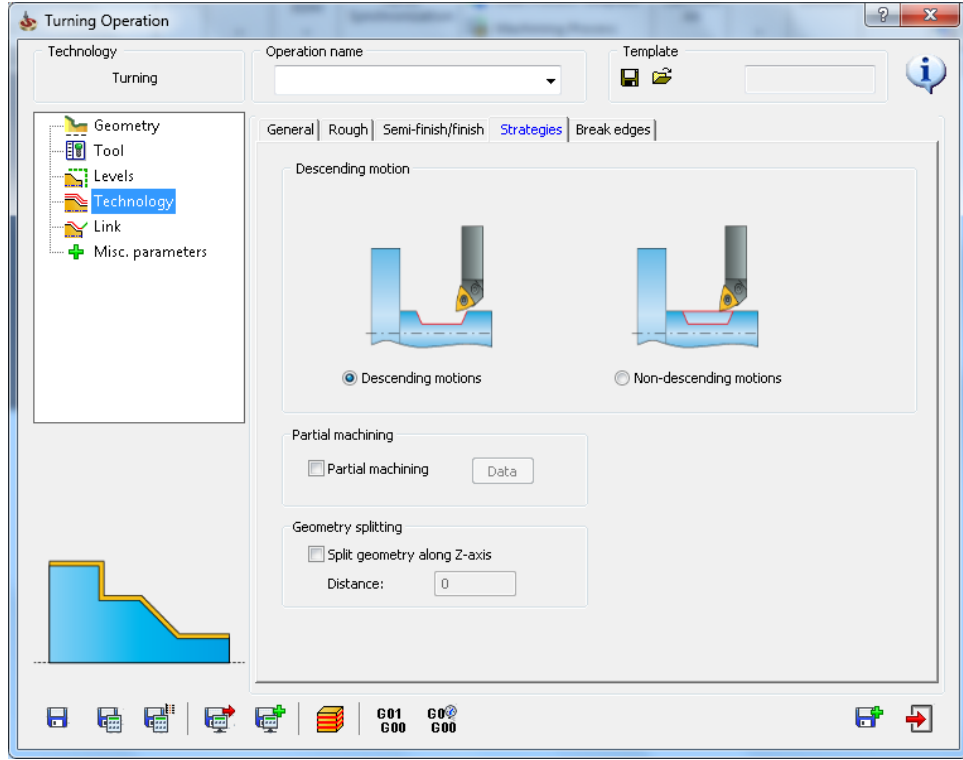 Turning Operation
Technology
Turning
Operation name
Template
Geometry
Tool
Levels
Technology
Link
Misc. parameters
General Rough Semi-finish/finish Strategies Break edges
Descending motion
Descending motions Non-descending motions
Partial machining
Partial machining Data
Geometry splitting
Split geometry along Z-axis
Distance: 0
G01 G00
G00 G00